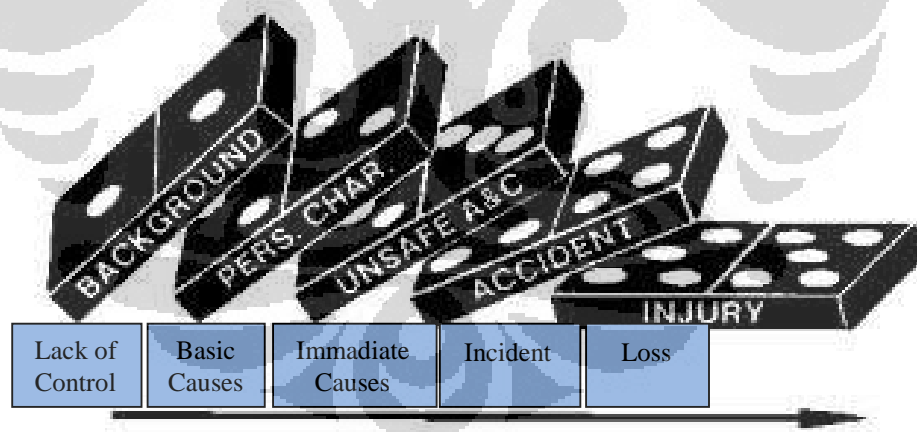 BACKGROUND
PERS. CHAR
UNSAFE A&C
ACCIDENT
INJURY
Lack of
Control
Basic
Causes
Immadiate
Causes
Incident
Loss